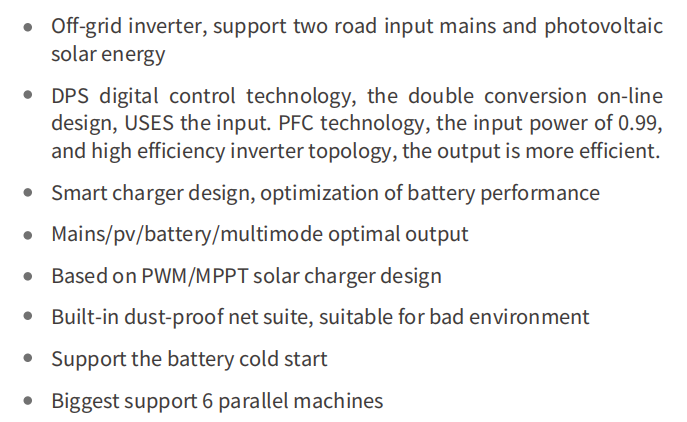 Off-grid inverter, support two road input mains and photovoltaic
solar energy
DPS digital control technology, the double conversion on-line
design, USES the input. PFC technology, the input power of 0.99,
and high efficiency inverter topology, the output is more efficient.
Smart charger design, optimization of battery performance
Mains/pv/battery/multimode optimal output
Based on PWM/MPPT solar charger design
Built-in dust-proof net suite, suitable for bad environment
Support the battery cold start
Biggest support 6 parallel machines